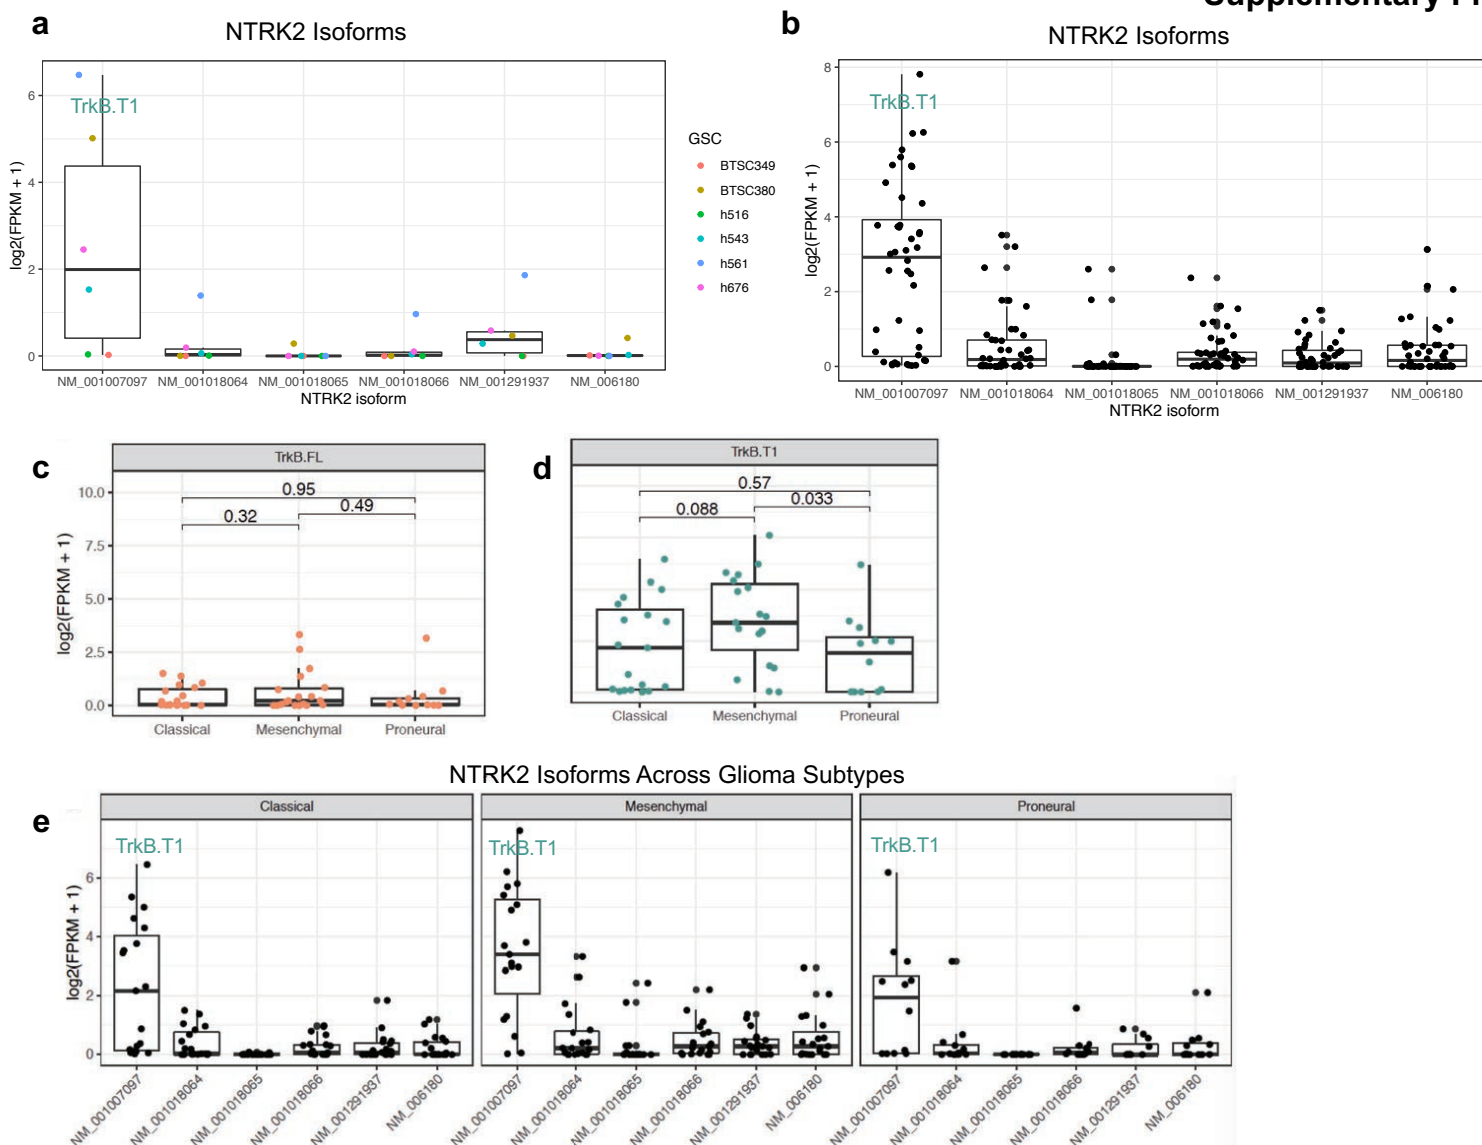 Supplementary
a
NTRK2 Isoforms
TrkB.T1
log2(FPKM + 1)
6
4
2
0
NM_001007097 NM_001018064 NM_001018065 NM_001018066 NM_001291937 NM_006180
NTRK2 isoform
GSC
BTSC349
BTSC380
h516
h543
h561
h676
b
NTRK2 Isoforms
TrkB.T1
log2(FPKM + 1)
8
6
4
2
0
NM_001007097 NM_001018064 NM_001018065 NM_001018066 NM_001291937 NM_006180
NTRK2 isoform
c
TrkB.FL
log2(FPKM + 1)
10.0
7.5
5.0
2.5
0.0
0.95
0.49
0.32
Classical Mesenchymal Proneural
d
TrkB.T1
0.57
0.033
0.088
Classical Mesenchymal Proneural
NTRK2 Isoforms Across Glioma Subtypes
e
Classical Mesenchymal Proneural
TrkB.T1 TrkB.T1 TrkB.T1
log2(FPKM + 1)
6
4
2
0
NM_001007097 NM_001018064 NM_001018065 NM_001018066 NM_001291937 NM_006180
NM_001007097 NM_001018064 NM_001018065 NM_001018066 NM_001291937 NM_006180
NM_001007097 NM_001018064 NM_001018065 NM_001018066 NM_001291937 NM_006180